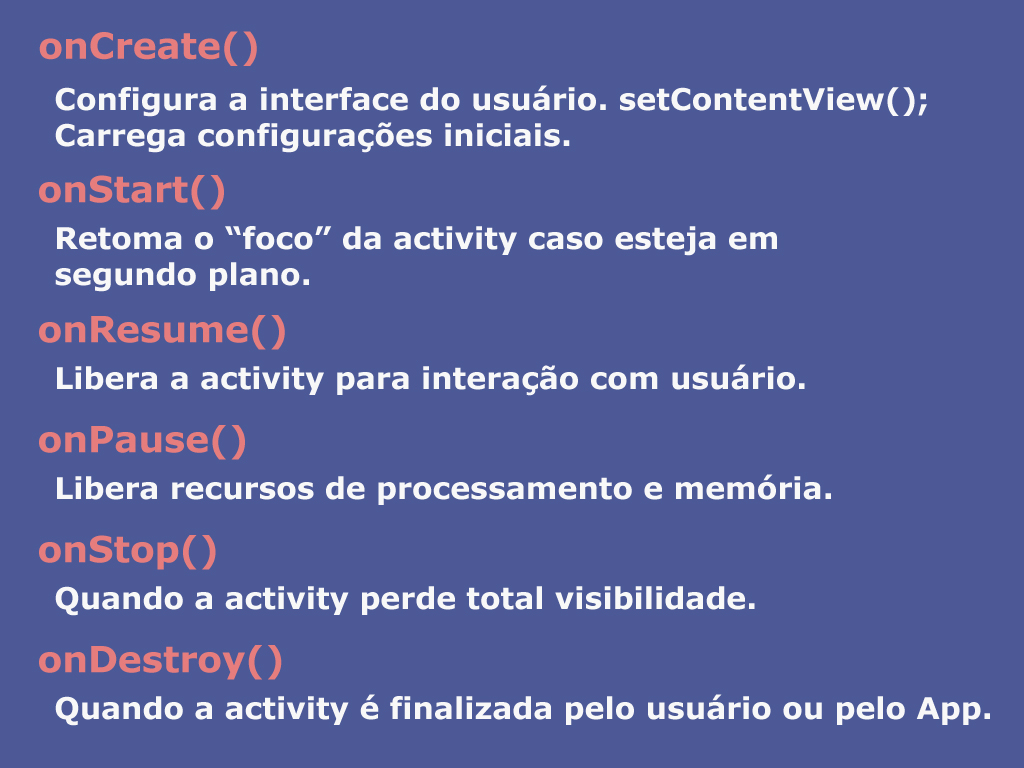 onCreate()
Configura a interface do usuário. setContentView();
Carrega configurações iniciais.
onStart()
Retoma o “foco” da activity caso esteja em
segundo plano.
onResume()
Libera a activity para interação com usuário.
onPause()
Libera recursos de processamento e memória.
onStop()
Quando a activity perde total visibilidade.
onDestroy()
Quando a activity é finalizada pelo usuário ou pelo App.